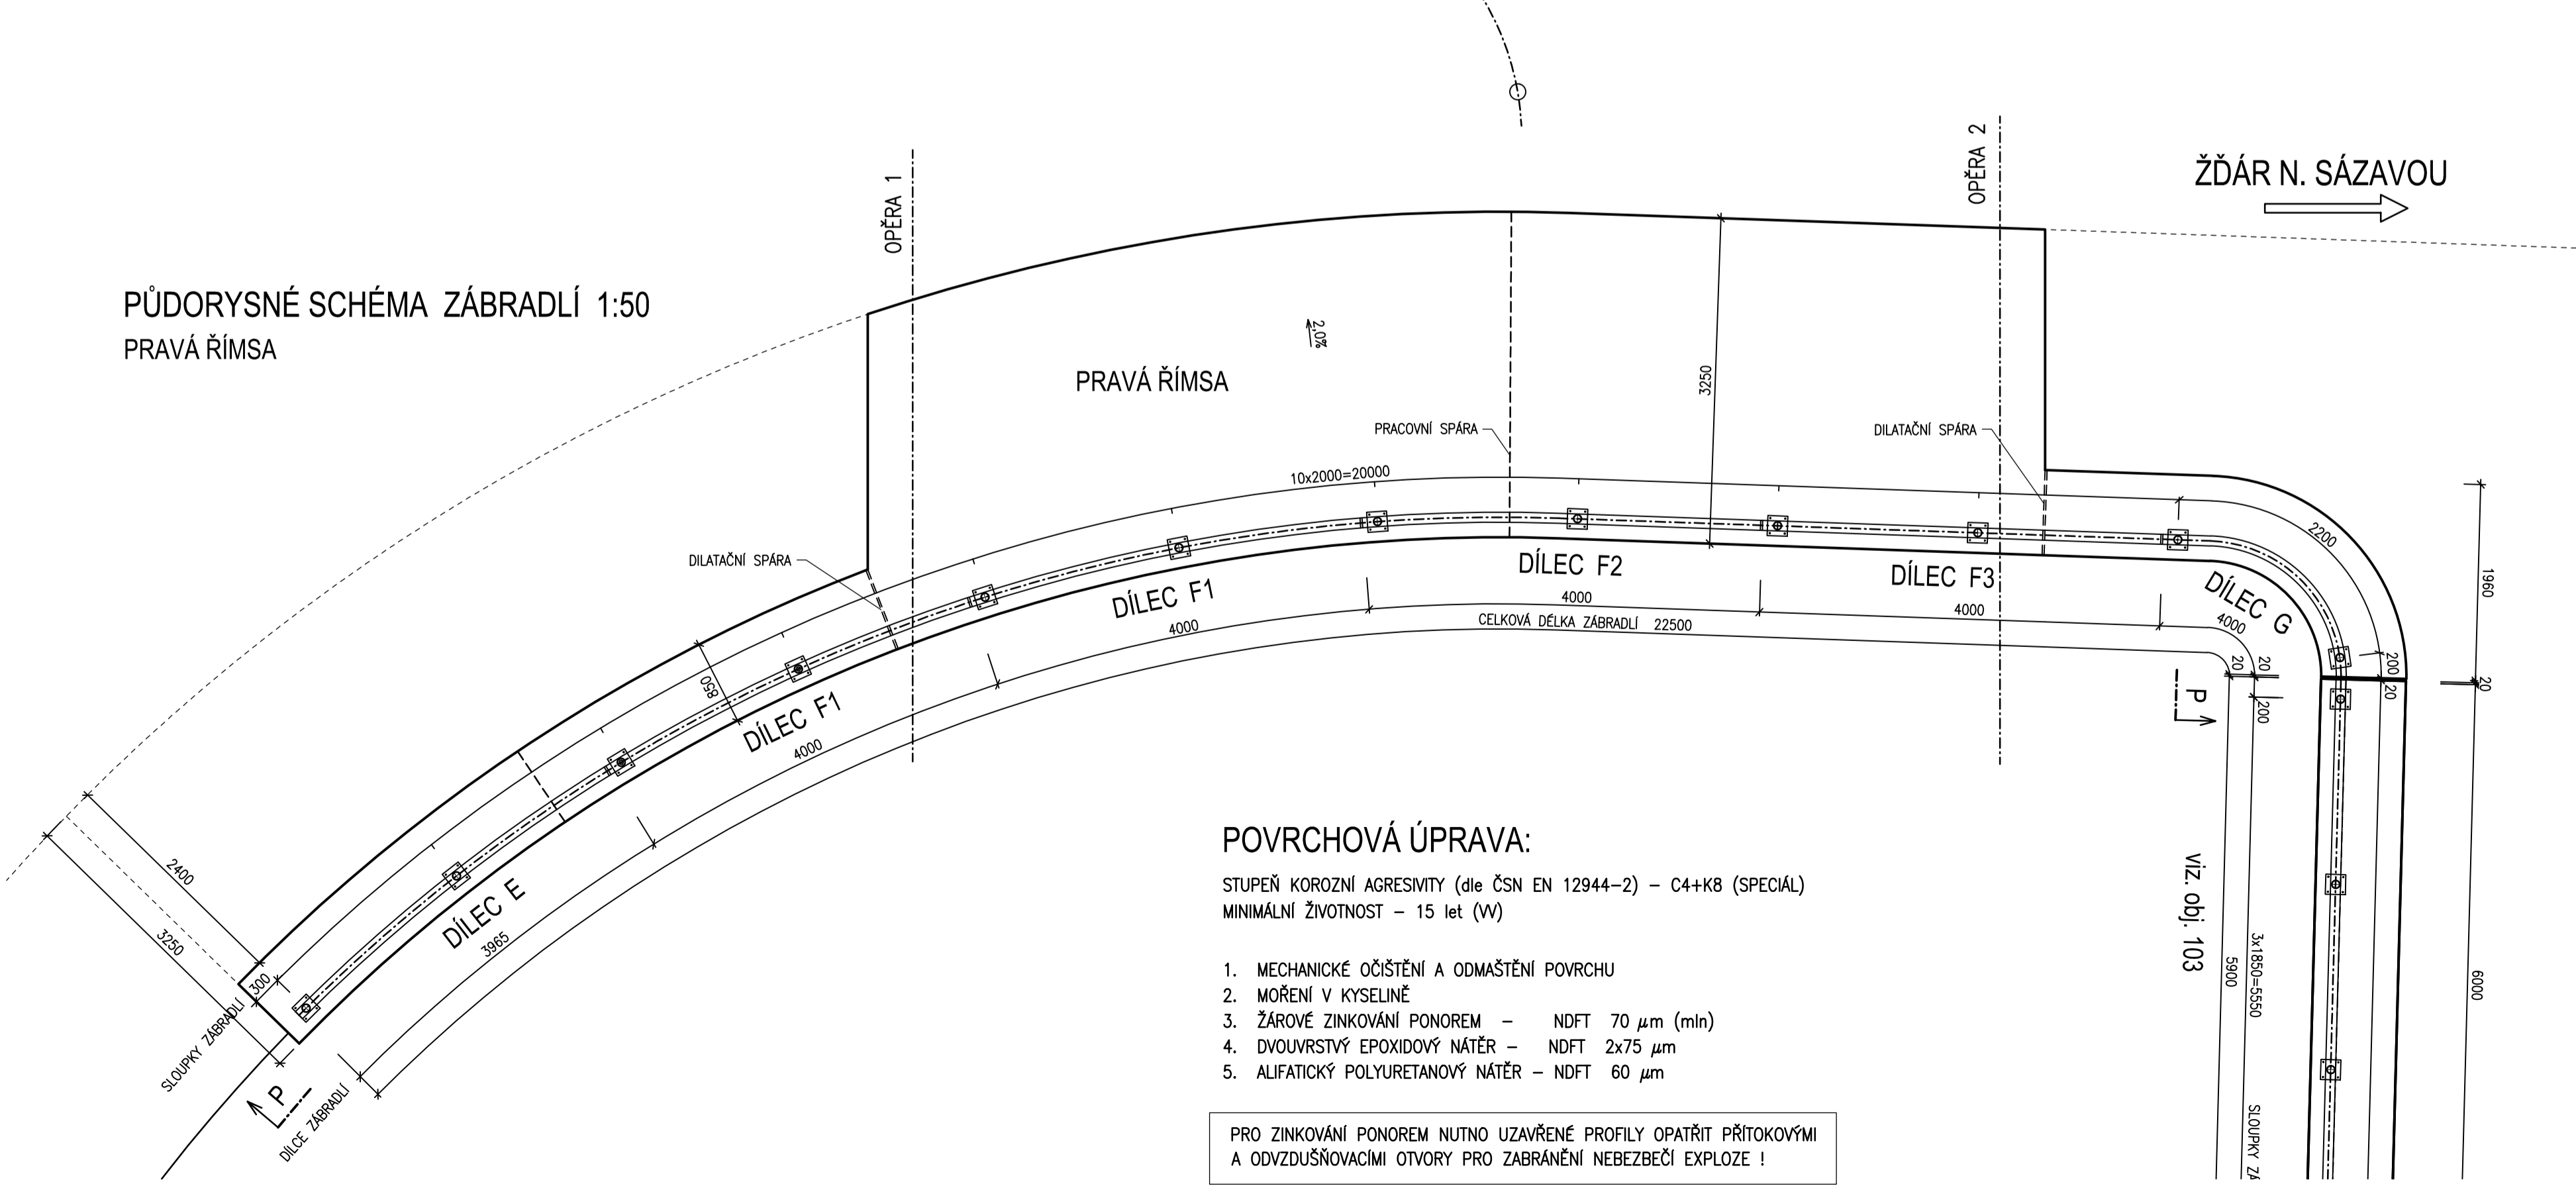 OPĚRA 1
OPĚRA 2
ŽĎÁR N. SÁZAVOU
PŮDORYSNÉ SCHÉMA ZÁBRADLÍ 1:50
PRAVÁ ŘÍMSA
2,0%
PRAVÁ ŘÍMSA
3250
PRACOVNÍ SPÁRA
DILATAČNÍ SPÁRA
10x2000=20000
2200
1960
DILATAČNÍ SPÁRA
DÍLEC F2
DÍLEC F3
DÍLEC G
DÍLEC F1
4000
4000
4000
4000
CELKOVÁ DÉLKA ZÁBRADLÍ 22500
850
DÍLEC F1
4000
20
20
200
20
20
200
P
2400
3250
300
DÍLEC E
3965
SLOUPKY ZÁBRADLÍ
P
DÍLCE ZÁBRADLÍ
POVRCHOVÁ ÚPRAVA:
STUPEŇ KOROZNÍ AGRESIVITY (dle ČSN EN 12944-2) – C4+K8 (SPECIÁL)
MINIMÁLNÍ ŽIVOTNOST – 15 let (VV)
1. MECHANICKÉ OČIŠTĚNÍ A ODMAŠTĚNÍ POVRCHU
2. MOŘENÍ V KYSELINĚ
3. ŽÁROVÉ ZINKOVÁNÍ PONOREM – NDFT 70 μm (min)
4. DVOUVRSTVÝ EPOXIDOVÝ NÁTĚR – NDFT 2x75 μm
5. ALIFATICKÝ POLYURETANOVÝ NÁTĚR – NDFT 60 μm
PRO ZINKOVÁNÍ PONOREM NUTNO UZAVŘENÉ PROFILY OPATŘIT PŘÍTOKOVÝMI
A ODVZDUŠŇOVACÍMI OTVORY PRO ZABRÁNĚNÍ NEBEZBEČÍ EXPLOZE !
viz. obj. 103
5900
3x1850=5550
6000
SLOUPKY ZÁ